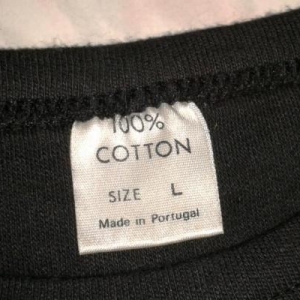 100%
COTTON
SIZE L
Made in Portugal